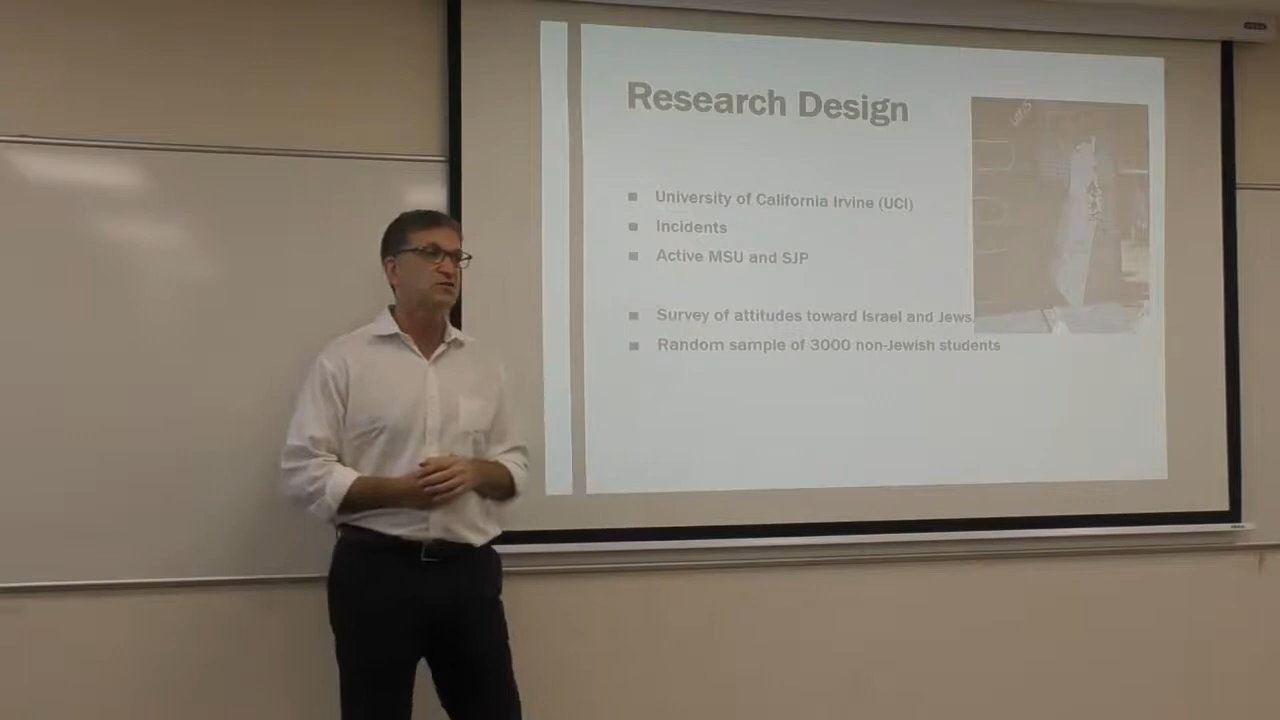 Research Design
University of California Irvine (UCI)
Incidents
Active MSU and SJP
Survey of attitudes toward Israel and Jews.
Random sample of 3000 non-Jewish students